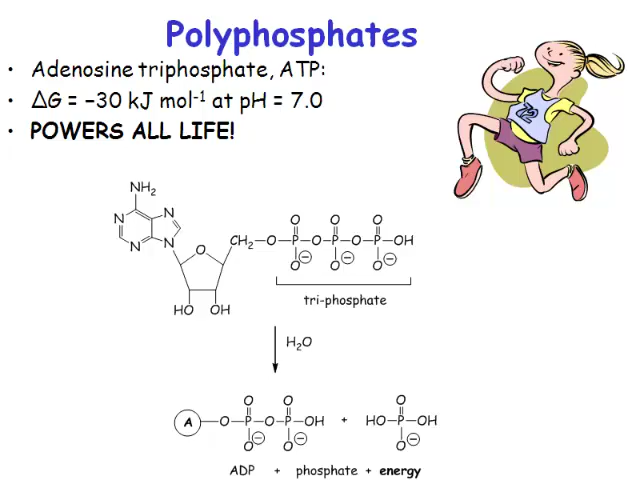 Polyphosphates
• Adenosine triphosphate, ATP:
• ΔG = –30 kJ mol-1 at pH = 7.0
• POWERS ALL LIFE!
72
NH2
N N
N N
O CH2 O P O P O P OH
O O O
O O O
HO OH
tri-phosphate
H2O
O O O
A O P O P OH + HO P OH
O O O
ADP + phosphate + energy